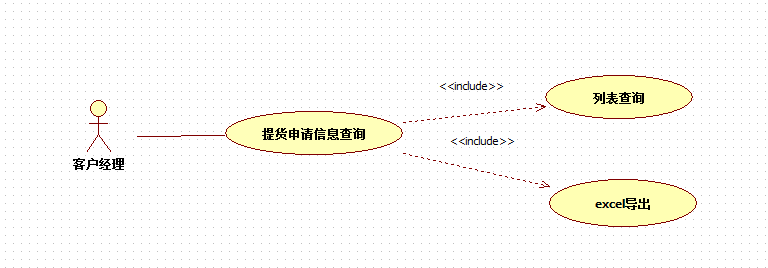 <<include>>
列表查询
提货申请信息查询
<<include>>
客户经理
excel导出